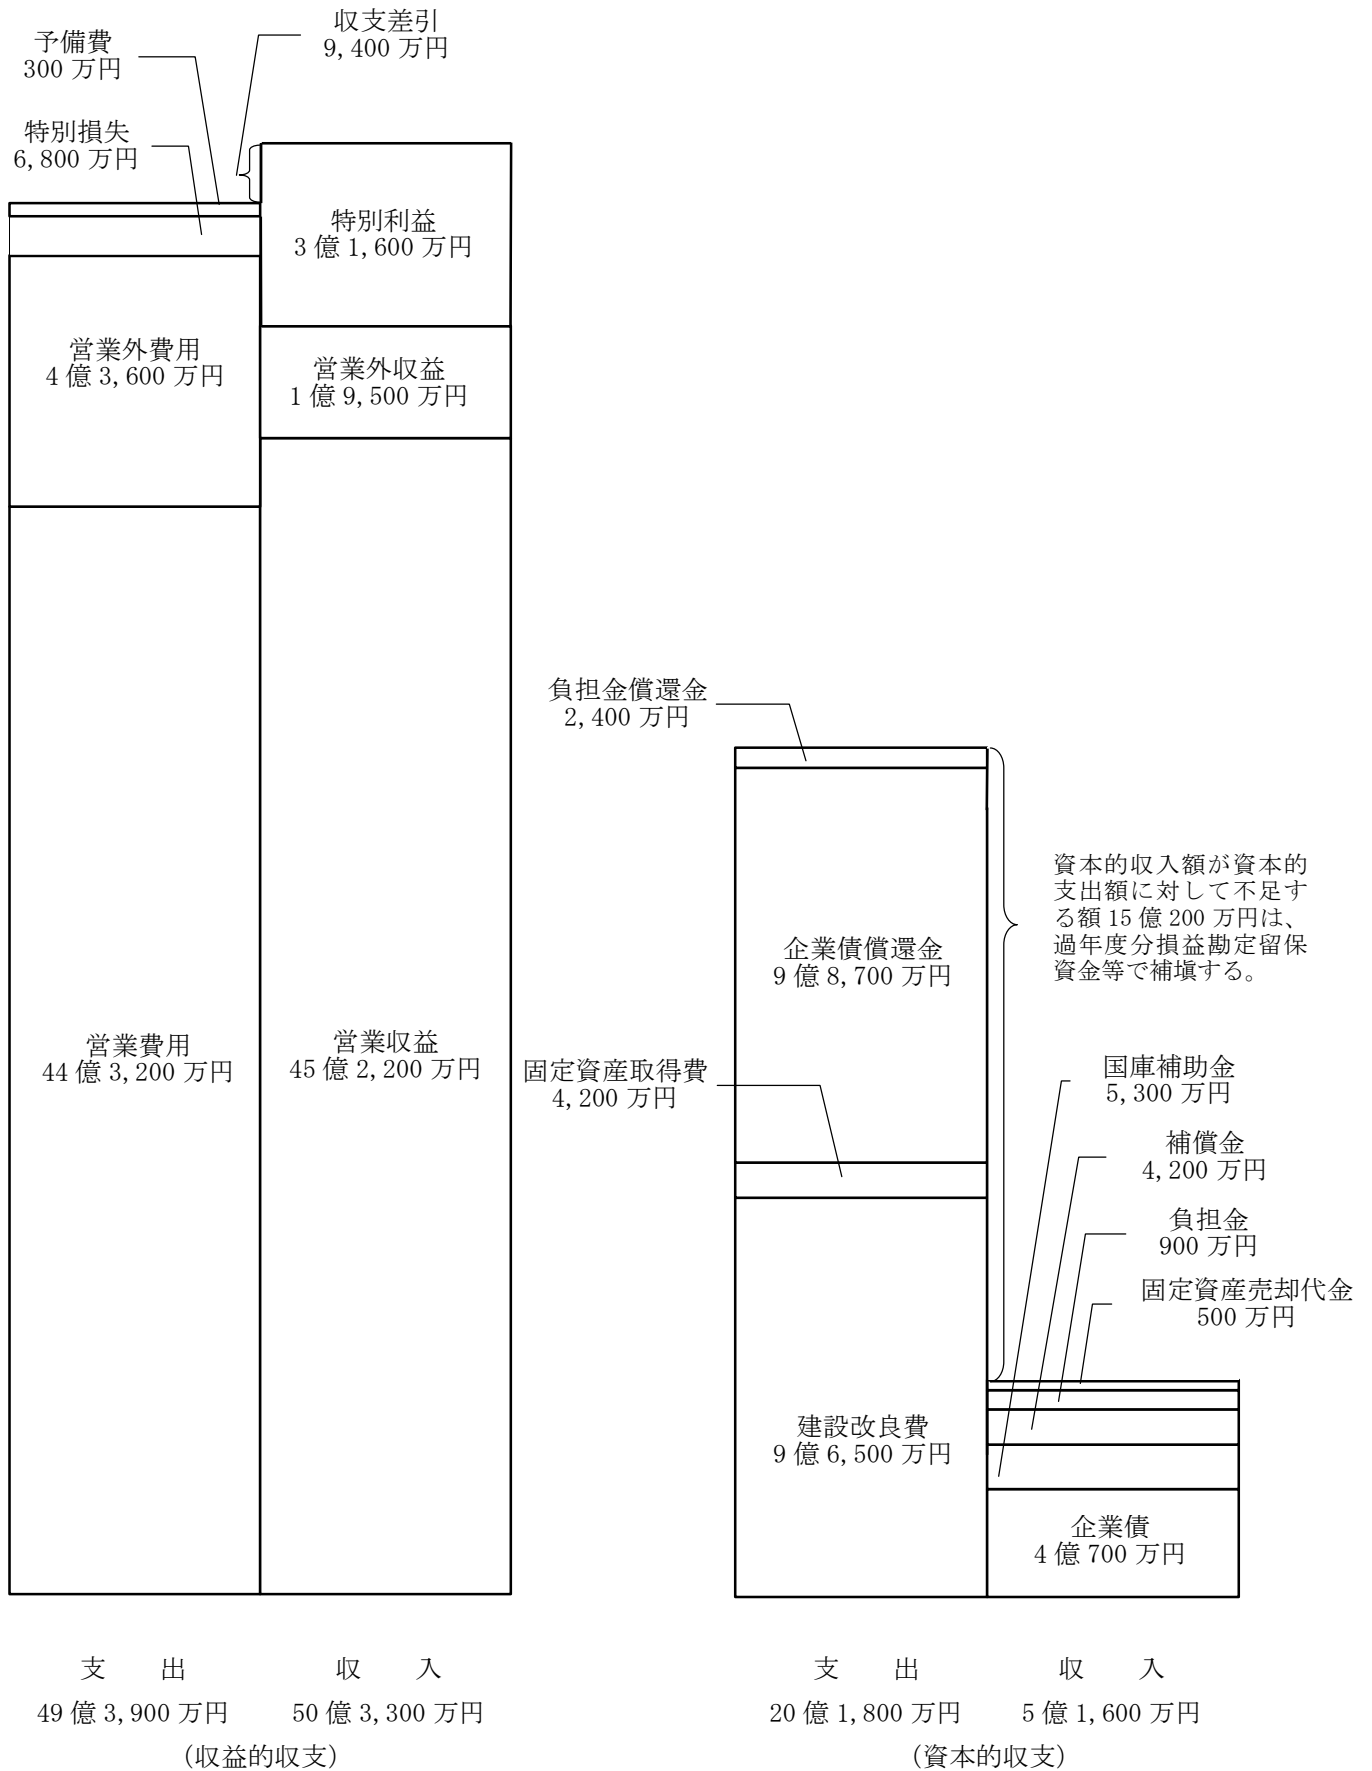 収支差引
9,400 万円
予備費
300 万円
特別損失
6,800 万円
特別利益
3 億 1,600 万円
営業外費用
4 億 3,600 万円
営業外収益
1 億 9,500 万円
営業費用
44 億 3,200 万円
営業収益
45 億 2,200 万円
支 出
49 億 3,900 万円
収 入
50 億 3,300 万円
(収益的収支)
負担金償還金
2,400 万円
企業債償還金
9 億 8,700 万円
固定資産取得費
4,200 万円
建設改良費
9 億 6,500 万円
資本的収入額が資本的
支出額に対して不足す
る額 15 億 200 万円は、
過年度分損益勘定留保
資金等で補塡する。
国庫補助金
5,300 万円
補償金
4,200 万円
負担金
900 万円
固定資産売却代金
500 万円
企業債
4 億 700 万円
支 出
20 億 1,800 万円
収 入
5 億 1,600 万円
(資本的収支)